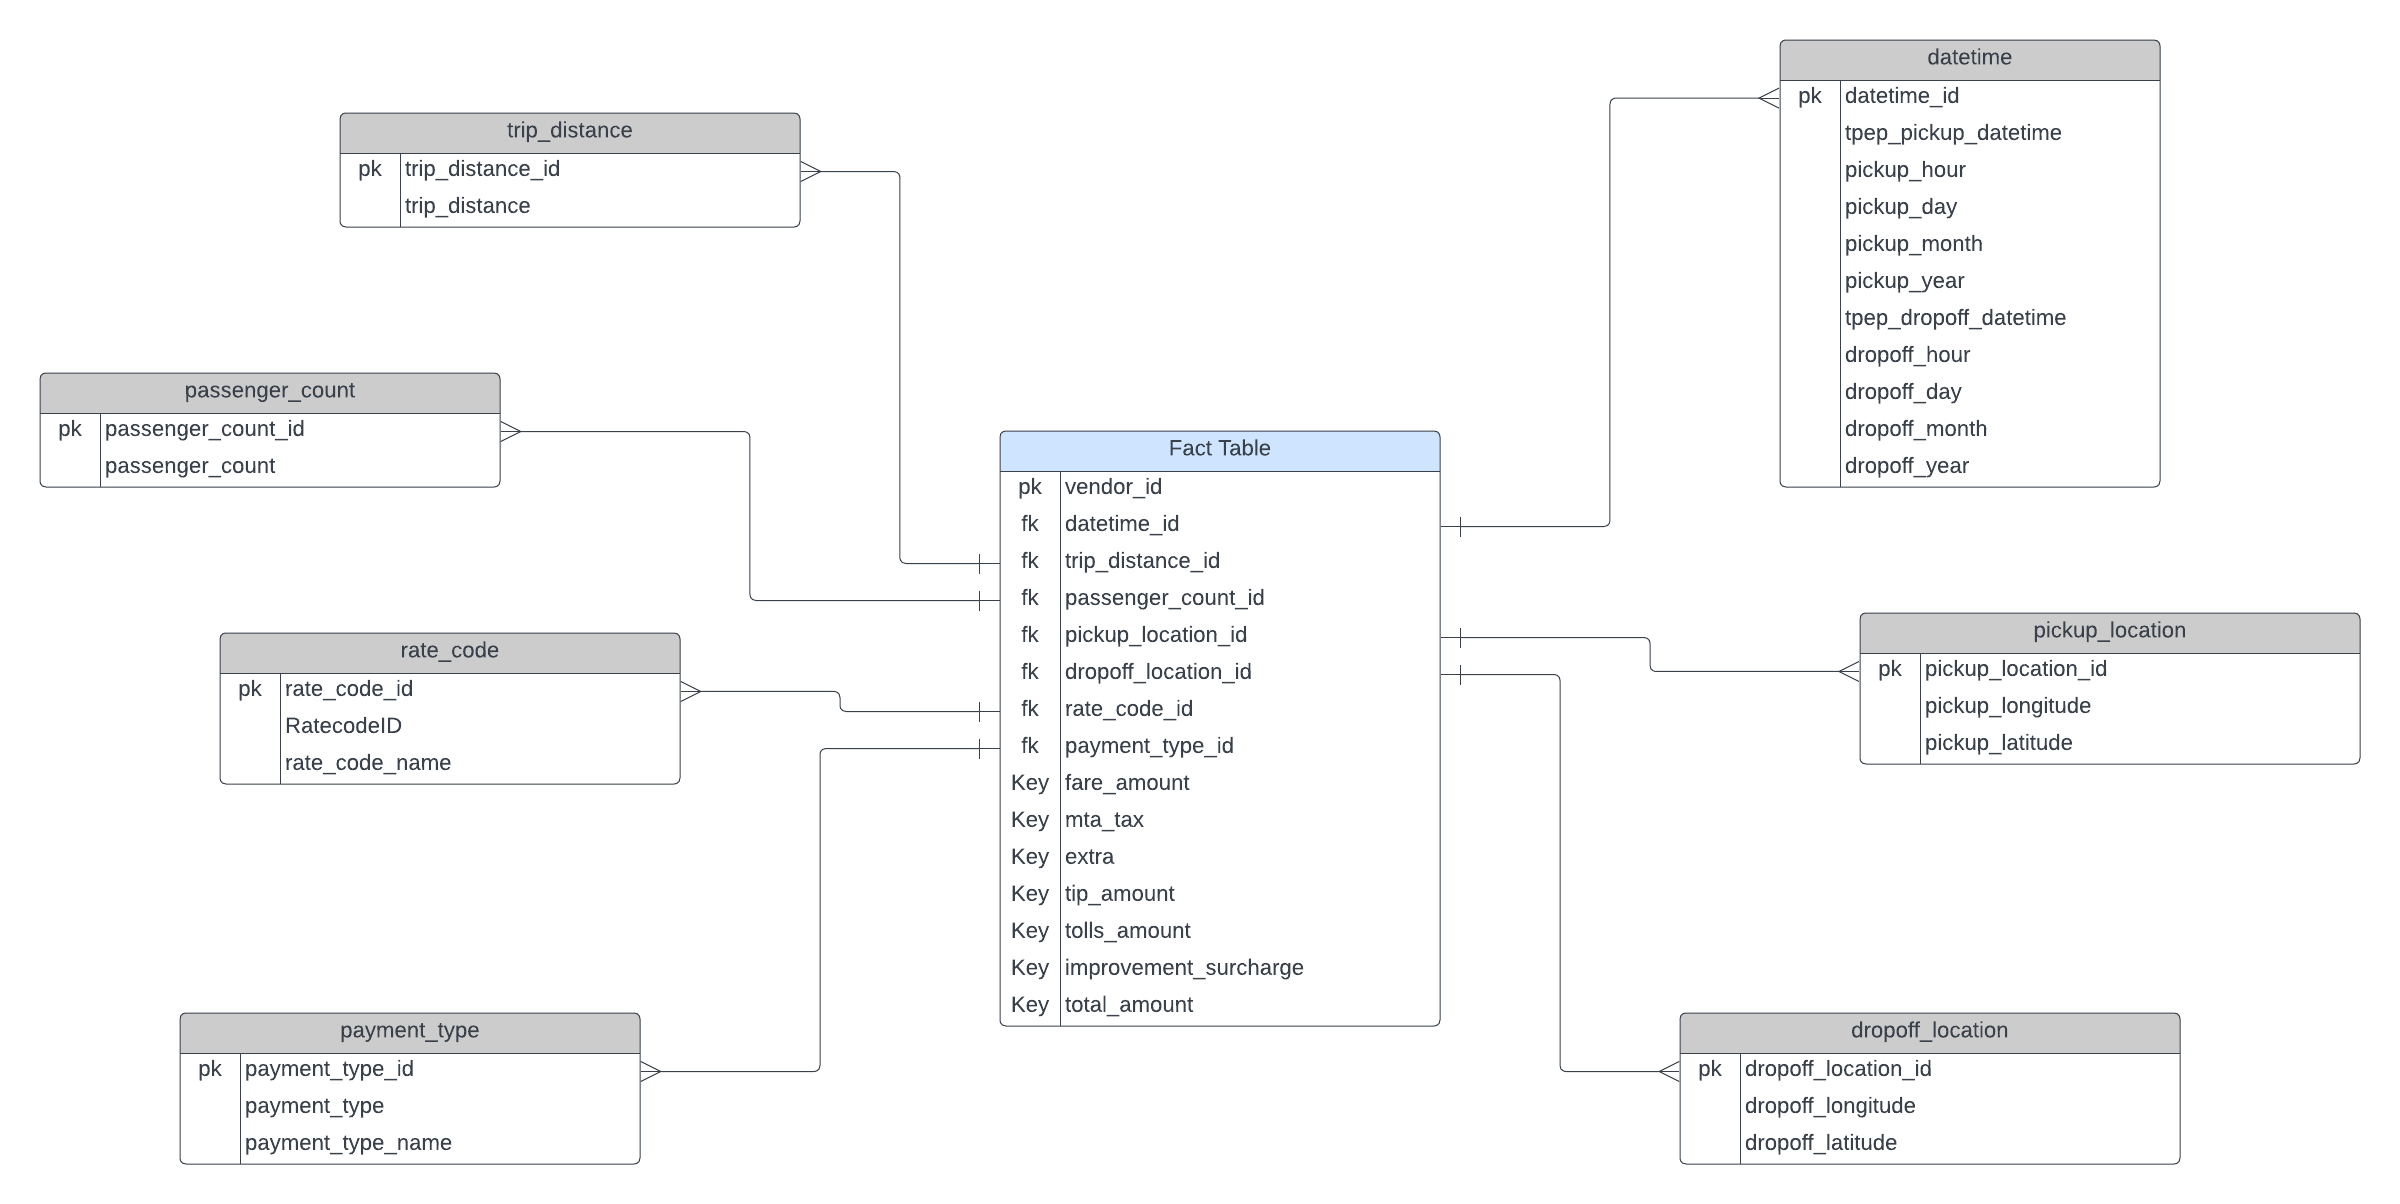 datetime
pk datetime_id
tpep_pickup_datetime
pickup_hour
pickup_day
pickup_month
pickup_year
tpep_dropoff_datetime
dropoff_hour
dropoff_day
dropoff_month
dropoff_year
trip_distance
pk trip_distance_id
trip_distance
passenger_count
pk passenger_count_id
passenger_count
Fact Table
pk vendor_id
fk datetime_id
fk trip_distance_id
fk passenger_count_id
fk pickup_location_id
fk dropoff_location_id
fk rate_code_id
fk payment_type_id
Key fare_amount
Key mta_tax
Key extra
Key tip_amount
Key tolls_amount
Key improvement_surcharge
Key total_amount
rate_code
pk rate_code_id
RatecodeID
rate_code_name
pickup_location
pk pickup_location_id
pickup_longitude
pickup_latitude
payment_type
pk payment_type_id
payment_type
payment_type_name
dropoff_location
pk dropoff_location_id
dropoff_longitude
dropoff_latitude